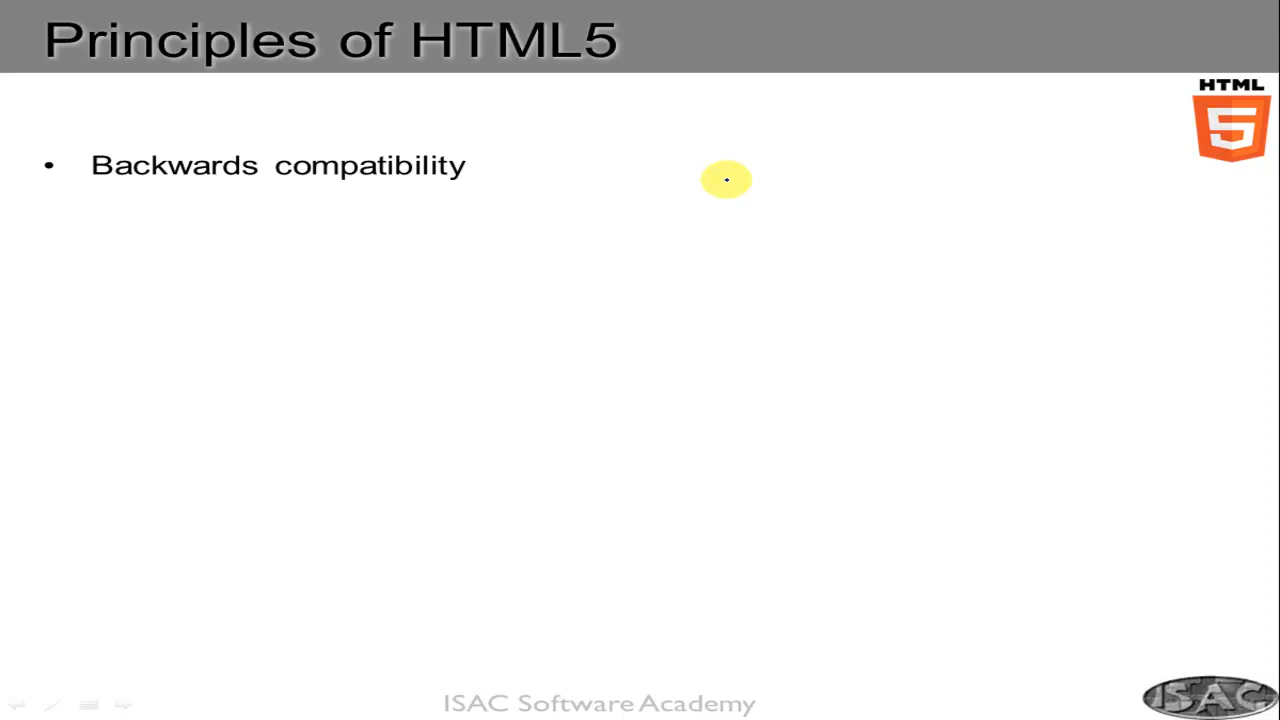 Principles of HTML5
HTML
5
• Backwards compatibility
ISAC Software Academy
ISAC